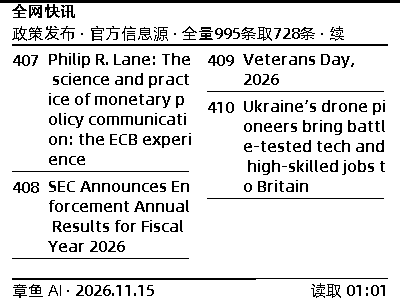 全网快讯
政策发布 · 官方信息源 · 全量995条取728条 · 续
407 Philip R. Lane: The
science and pract
ice of monetary p
olicy communicati
on: the ECB experi
ence
408 SEC Announces En
forcement Annual
Results for Fiscal
Year 2026
409 Veterans Day,
2026
410 Ukraine’s drone pi
oneers bring battl
e-tested tech and
high-skilled jobs t
o Britain
章鱼 AI · 2026.11.15
读取 01:01